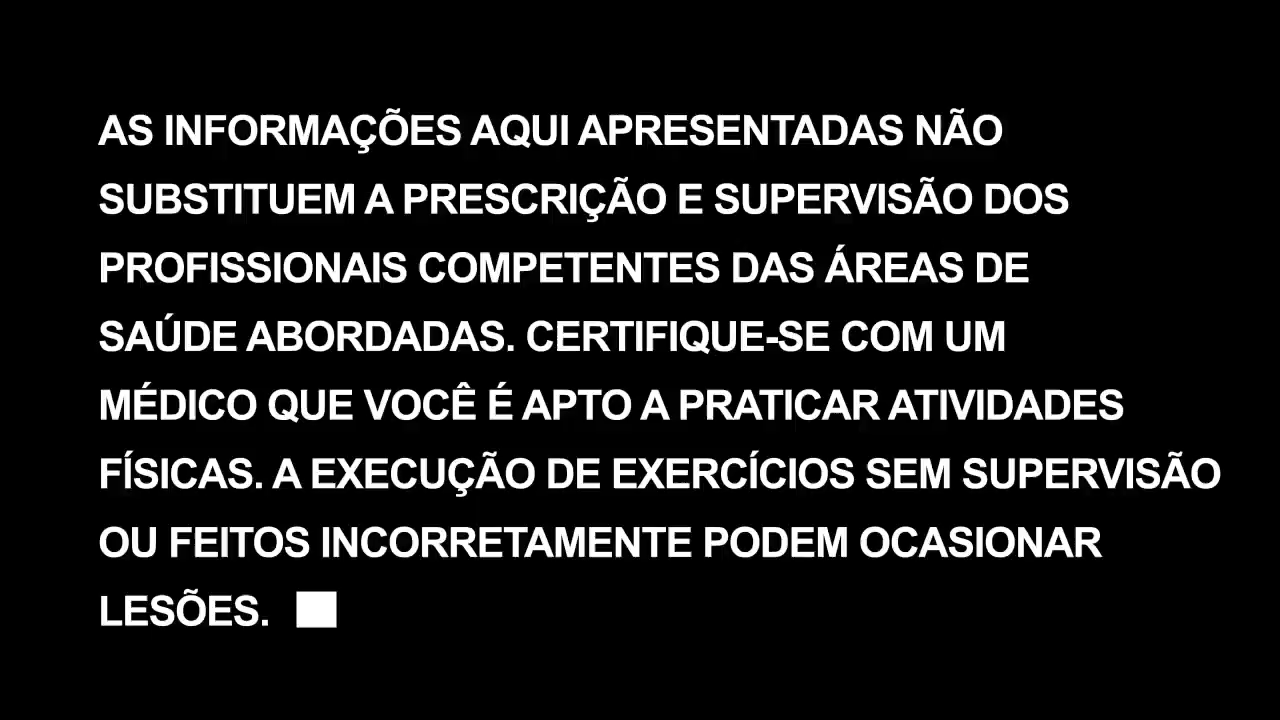 AS INFORMAÇÕES AQUI APRESENTADAS NÃO
SUBSTITUEM A PRESCRIÇÃO E SUPERVISÃO DOS
PROFISSIONAIS COMPETENTES DAS ÁREAS DE
SAÚDE ABORDADAS. CERTIFIQUE-SE COM UM
MÉDICO QUE VOCÊ É APTO A PRATICAR ATIVIDADES
FÍSICAS. A EXECUÇÃO DE EXERCÍCIOS SEM SUPERVISÃO
OU FEITOS INCORRETAMENTE PODEM OCASIONAR
LESÕES.